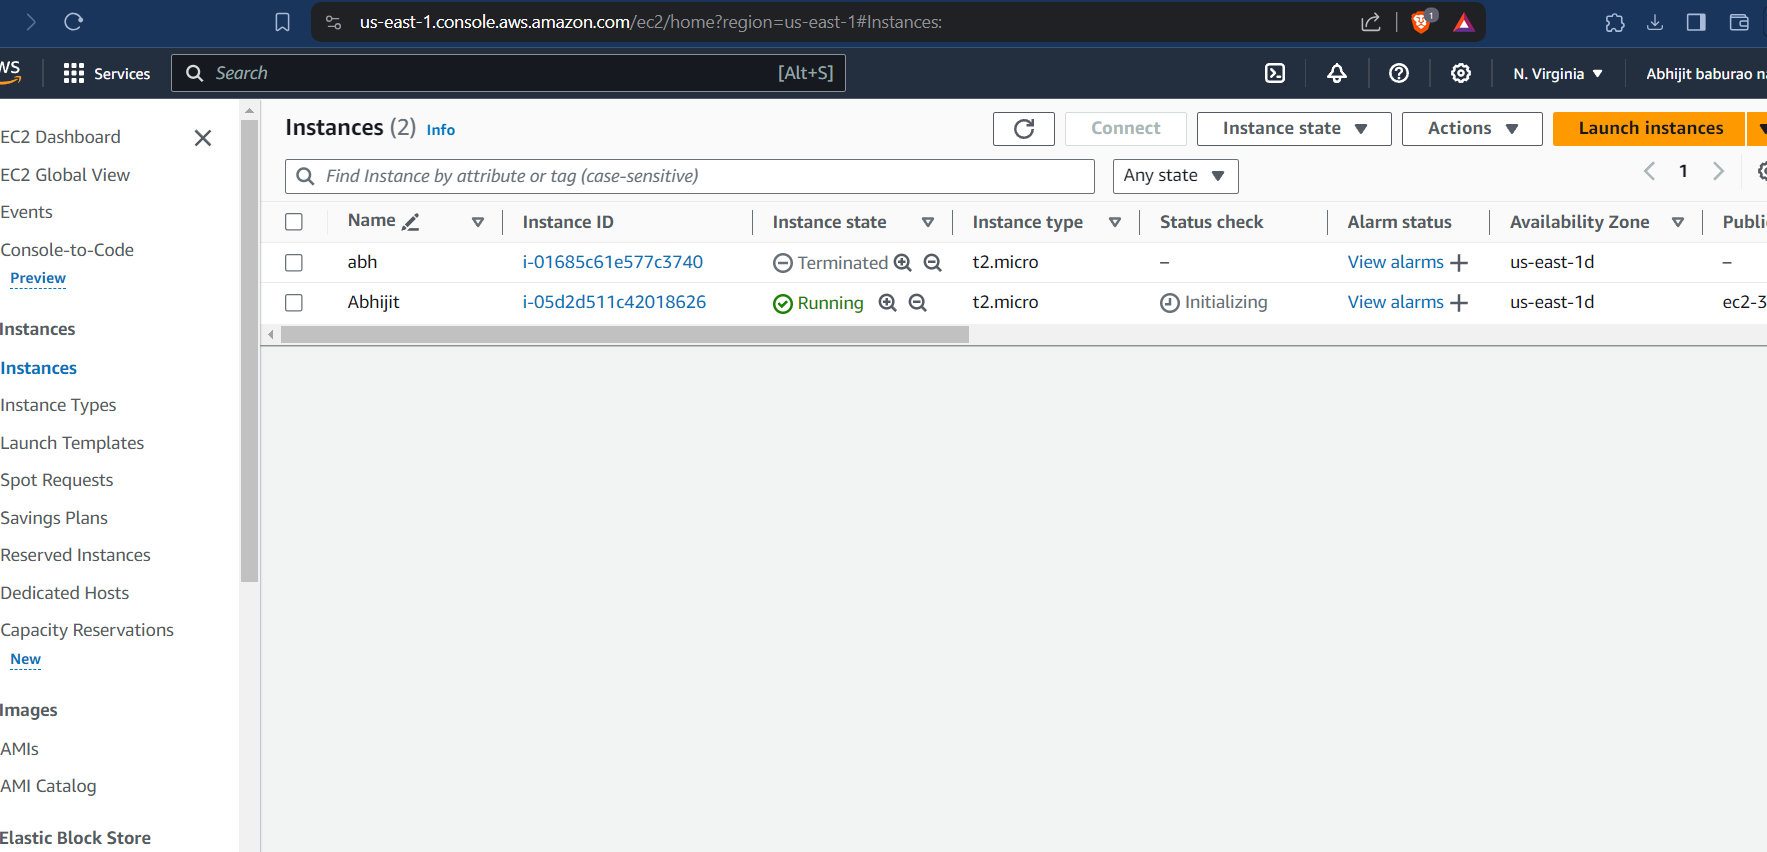 us-east-1.console.aws.amazon.com/ec2/home?region=us-east-1#Instances:
1
Services
Search
[Alt+S]
N. Virginia
Abhijit baburao
EC2 Dashboard
EC2 Global View
Events
Console-to-Code
Preview
Instances
Instances
Instance Types
Launch Templates
Spot Requests
Savings Plans
Reserved Instances
Dedicated Hosts
Capacity Reservations
New
Images
AMIs
AMI Catalog
Elastic Block Store
Instances (2) Info
Connect
Instance state
Actions
Launch instances
Find Instance by attribute or tag (case-sensitive)
Any state
1
Name Instance ID Instance state Instance type Status check Alarm status Availability Zone
abh i-01685c61e577c3740 Terminated t2.micro – View alarms + us-east-1d –
Abhijit i-05d2d511c42018626 Running t2.micro Initializing View alarms + us-east-1d ec2-3